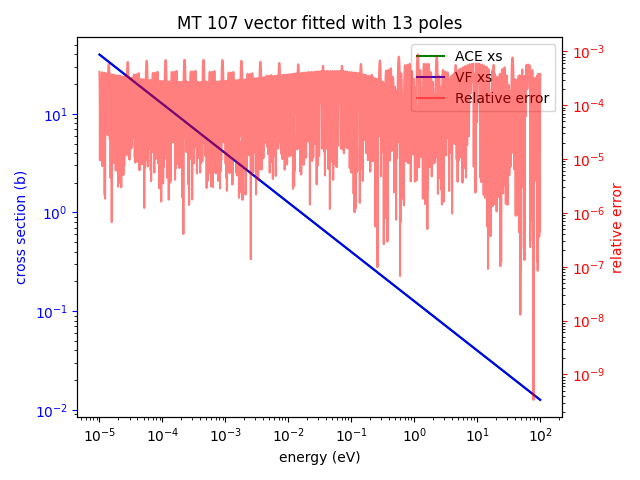 MT 107 vector fitted with 13 poles
ACE xs
VF xs
Relative error
cross section (b)
10^1
10^0
10^-1
10^-2
10^-3
10^-4
10^-5
10^-6
10^-7
10^-8
10^-9
relative error
10^-5 10^-4 10^-3 10^-2 10^-1 10^0 10^1 10^2
energy (eV)